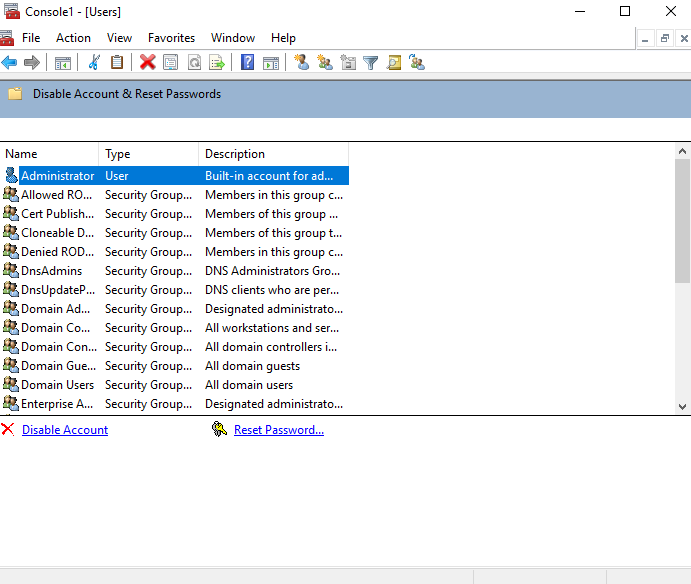 Console1 - [Users]
File Action View Favorites Window Help
Disable Account & Reset Passwords
Name Type Description
Administrator User Built-in account for ad...
Allowed RO... Security Group... Members in this group c...
Cert Publish... Security Group... Members of this group ...
Cloneable D... Security Group... Members of this group t...
Denied ROD... Security Group... Members in this group c...
DnsAdmins Security Group... DNS Administrators Gro...
DnsUpdateP... Security Group... DNS clients who are per...
Domain Ad... Security Group... Designated administrato...
Domain Co... Security Group... All workstations and ser...
Domain Con... Security Group... All domain controllers i...
Domain Gue... Security Group... All domain guests
Domain Users Security Group... All domain users
Enterprise A... Security Group... Designated administrato...
Disable Account Reset Password...